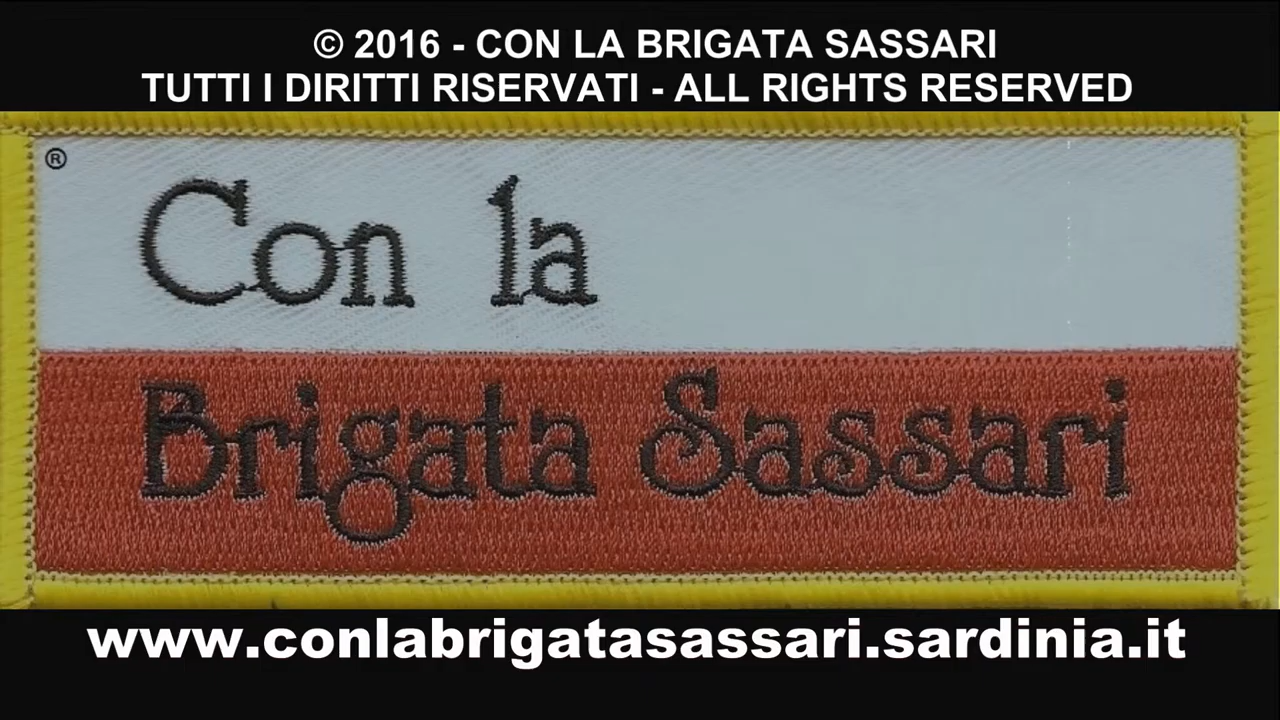 © 2016 - CON LA BRIGATA SASSARI
TUTTI I DIRITTI RISERVATI - ALL RIGHTS RESERVED
®
Con la
Brigata Sassari
www.conlabrigatasassari.sardinia.it